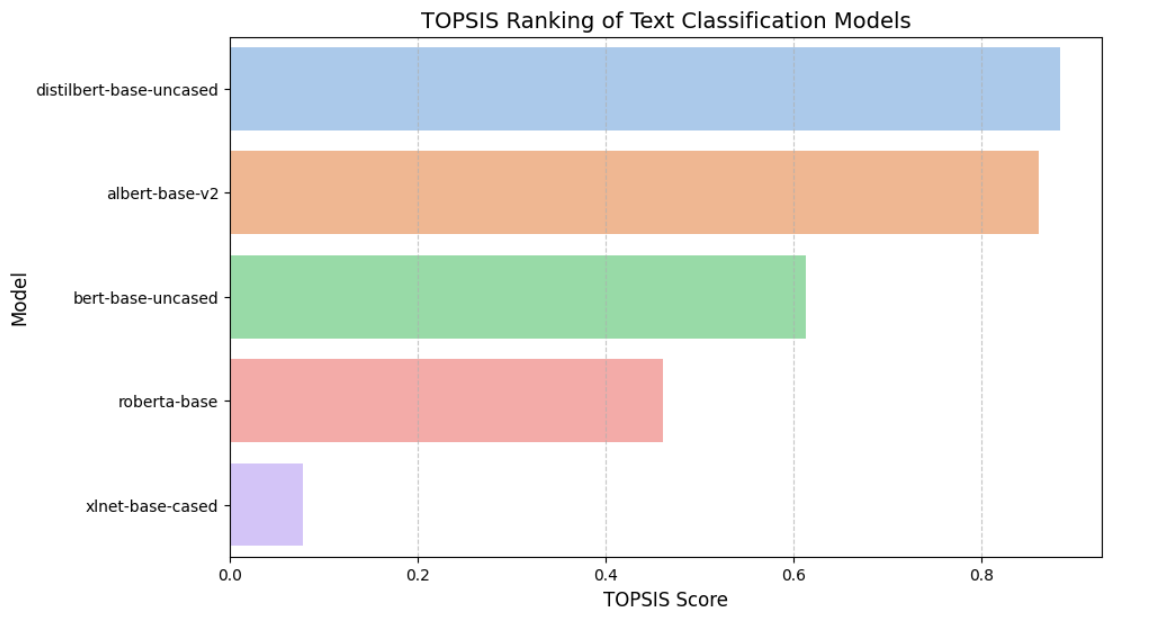 TOPSIS Ranking of Text Classification Models
distilbert-base-uncased
albert-base-v2
bert-base-uncased
roberta-base
xlnet-base-cased
Model
0.0 0.2 0.4 0.6 0.8
TOPSIS Score